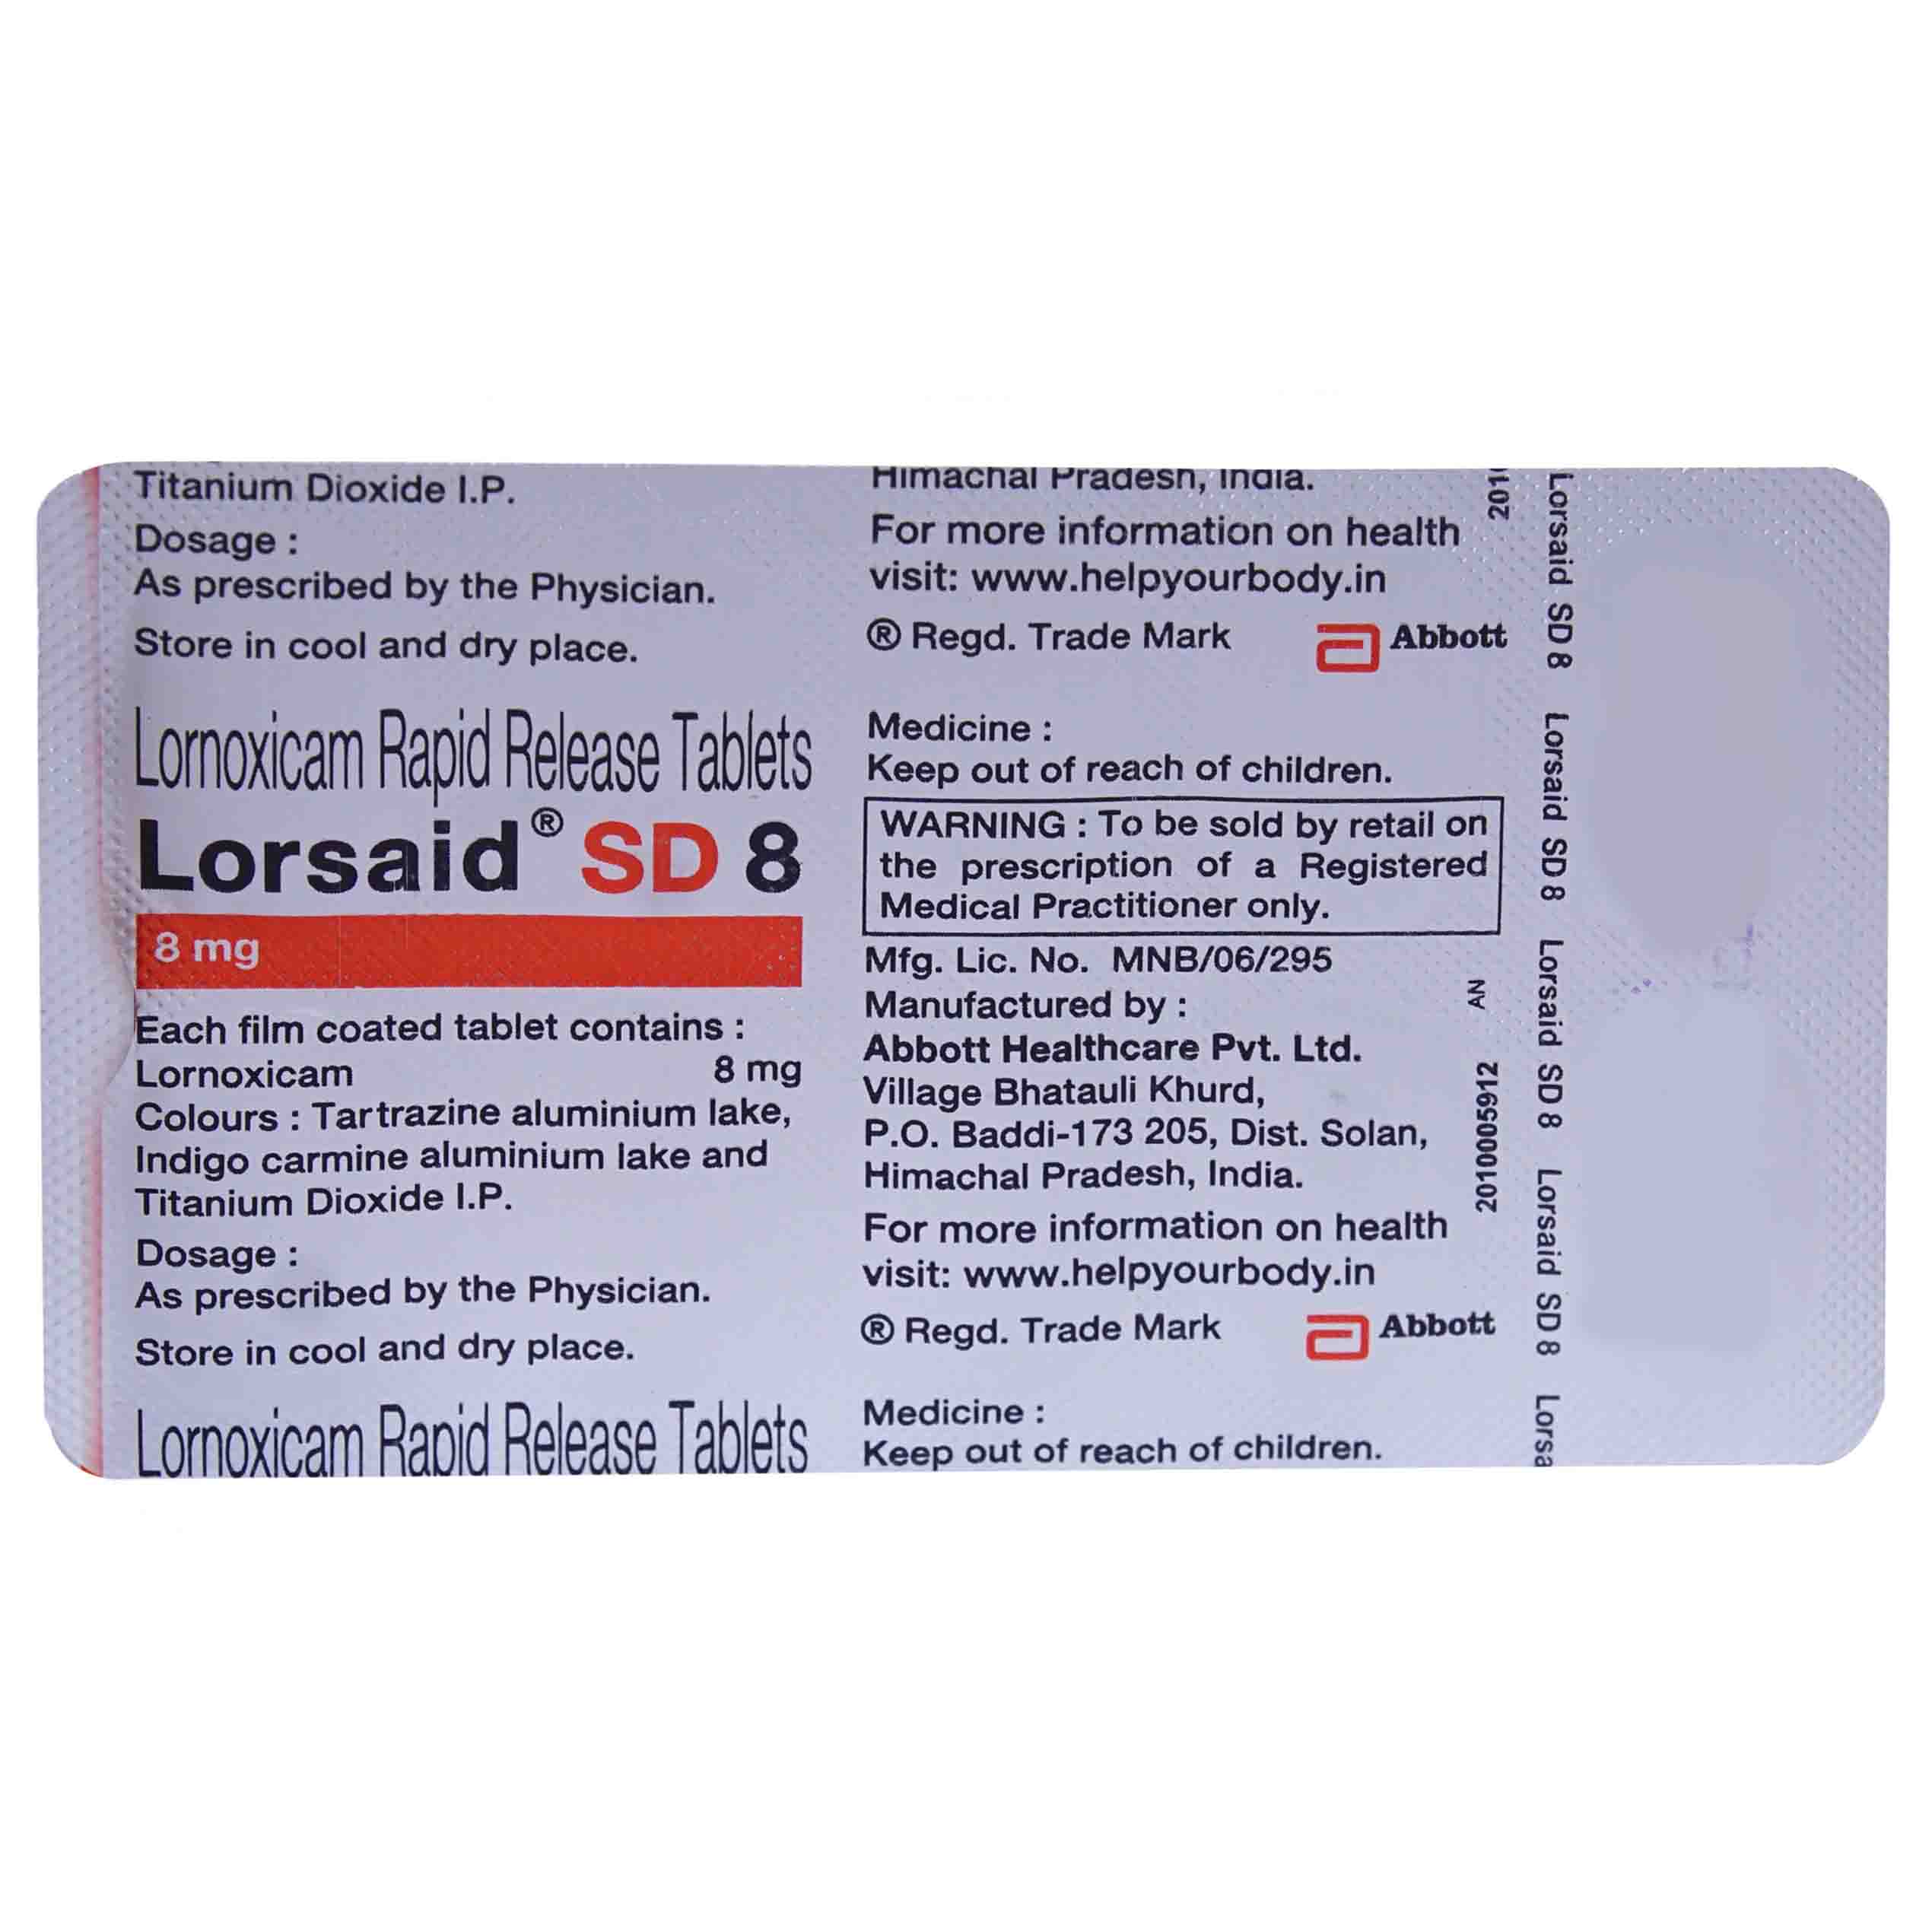 Titanium Dioxide I.P.
Dosage :
As prescribed by the Physician.
Store in cool and dry place.
Lornoxicam Rapid Release Tablets
Lorsaid® SD 8
8 mg
Each film coated tablet contains :
Lornoxicam 8 mg
Colours : Tartrazine aluminium lake,
Indigo carmine aluminium lake and
Titanium Dioxide I.P.
Dosage :
As prescribed by the Physician.
Store in cool and dry place.
Lornoxicam Rapid Release Tablets
Himachal Pradesh, India.
For more information on health
visit: www.helpyourbody.in
® Regd. Trade Mark
Abbott
Medicine :
Keep out of reach of children.
WARNING : To be sold by retail on
the prescription of a Registered
Medical Practitioner only.
Mfg. Lic. No. MNB/06/295
Manufactured by :
Abbott Healthcare Pvt. Ltd.
Village Bhatauli Khurd,
P.O. Baddi-173 205, Dist. Solan,
Himachal Pradesh, India.
For more information on health
visit: www.helpyourbody.in
® Regd. Trade Mark
Abbott
Medicine :
Keep out of reach of children.
201
2010005912 AN
Lorsaid SD 8 Lorsaid SD 8 Lorsaid SD 8 Lorsaid SD 8 Lorsa